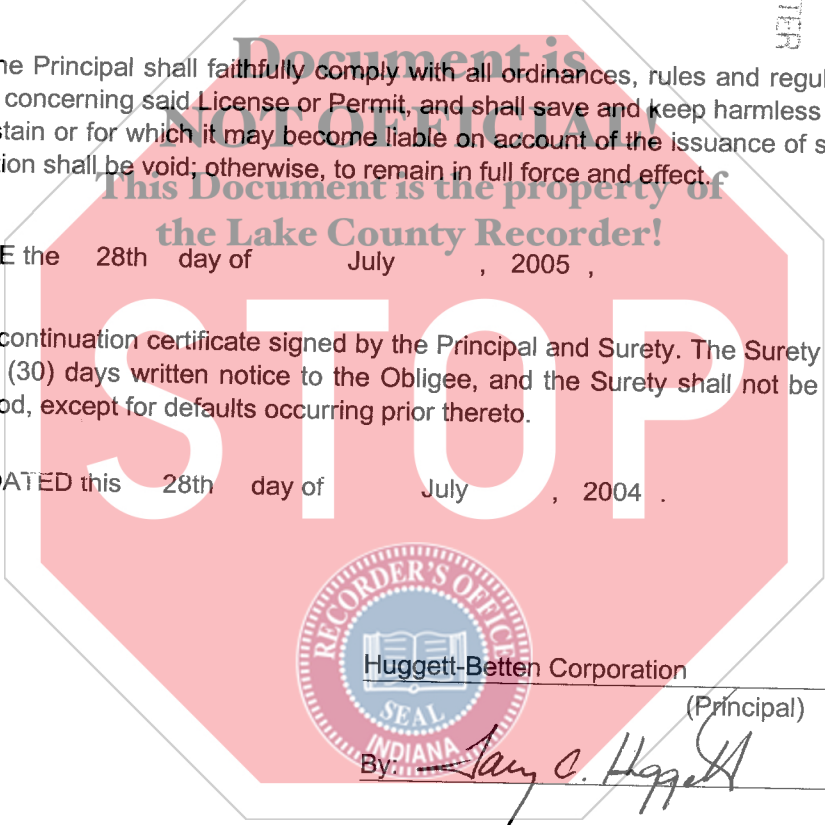 TER
Document is
he Principal shall faithfully comply with all ordinances, rules and regul
concerning said License or Permit, and shall save and keep harmless
NOT OFFICIAL!
stain or for which it may become liable on account of the issuance of s
tion shall be void; otherwise, to remain in full force and effect.
This Document is the property of
the Lake County Recorder!
E the 28th day of July , 2005 ,
STOP
continuation certificate signed by the Principal and Surety. The Surety
(30) days written notice to the Obligee, and the Surety shall not be
od, except for defaults occurring prior thereto.
DATED this 28th day of July , 2004 .
RECORDER'S OFFICE
SEAL
INDIANA
Huggett-Betten Corporation
(Principal)
By: C. Huggett